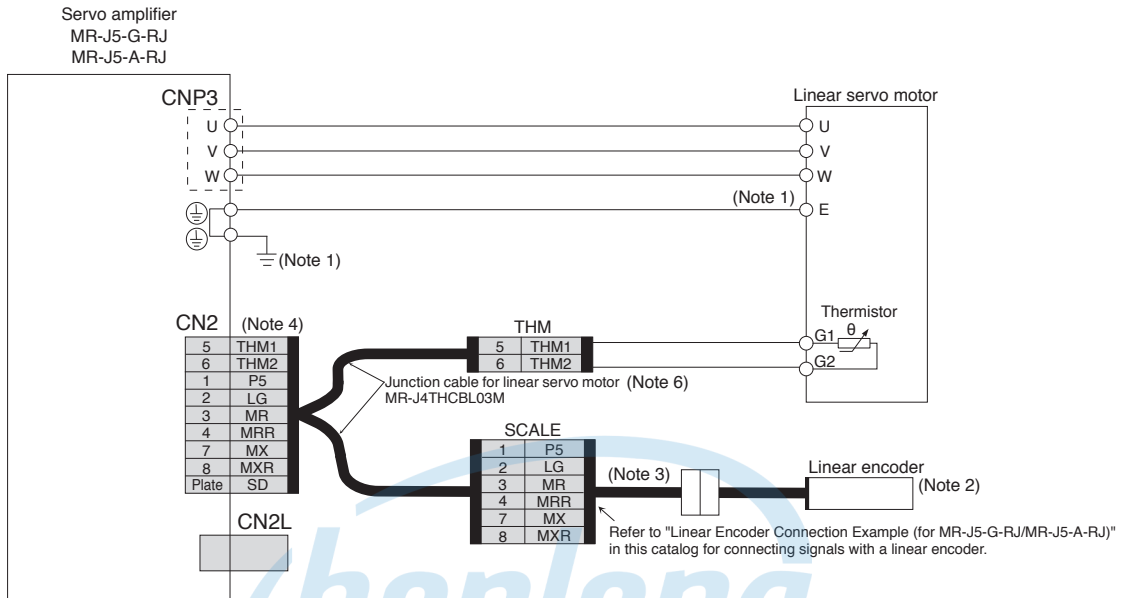 Servo amplifier
MR-J5-G-RJ
MR-J5-A-RJ
CNP3
Linear servo motor
U
U
V
V
W
W
(Note 1)
E
(Note 1)
Thermistor
θ
G1
G2
CN2
(Note 4)
5 THM1
6 THM2
1 P5
2 LG
3 MR
4 MRR
7 MX
8 MXR
Plate SD
THM
5 THM1
6 THM2
Junction cable for linear servo motor (Note 6)
MR-J4THCBL03M
SCALE
1 P5
2 LG
3 MR
4 MRR
7 MX
8 MXR
(Note 3)
Linear encoder
(Note 2)
Refer to "Linear Encoder Connection Example (for MR-J5-G-RJ/MR-J5-A-RJ)"
in this catalog for connecting signals with a linear encoder.
CN2L